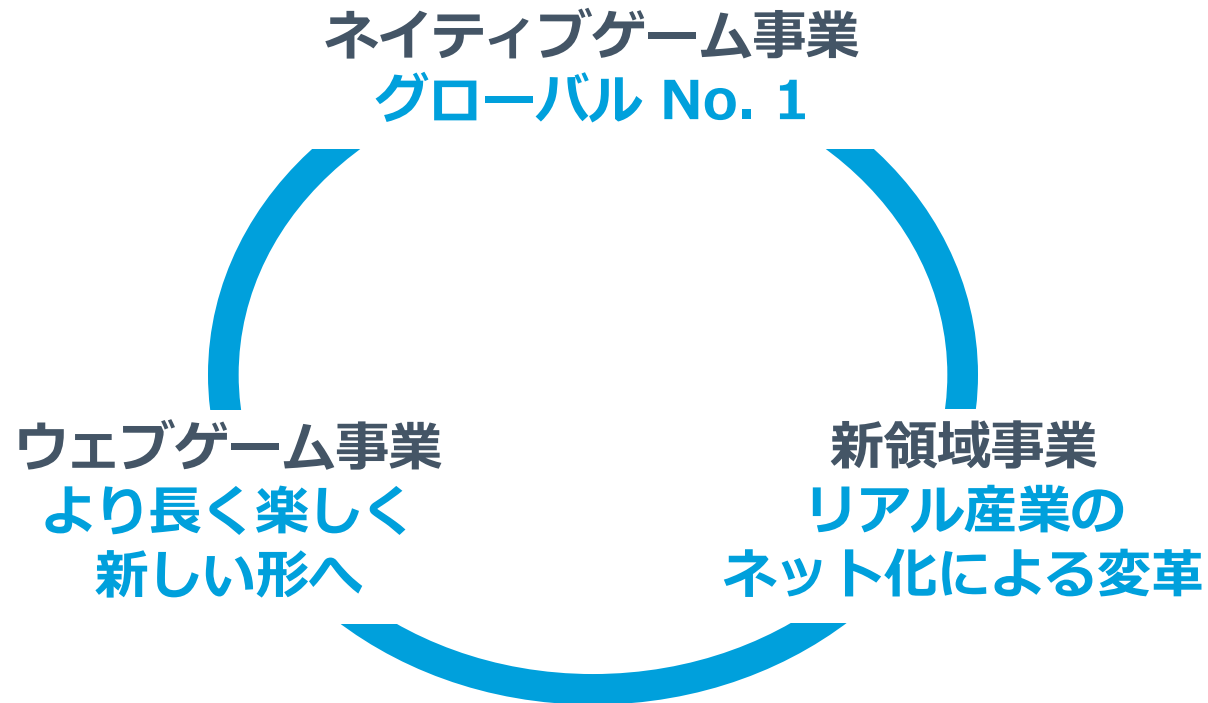 ネイティブゲーム事業
グローバル No. 1
ウェブゲーム事業
より長く楽しく
新しい形へ
新領域事業
リアル産業の
ネット化による変革